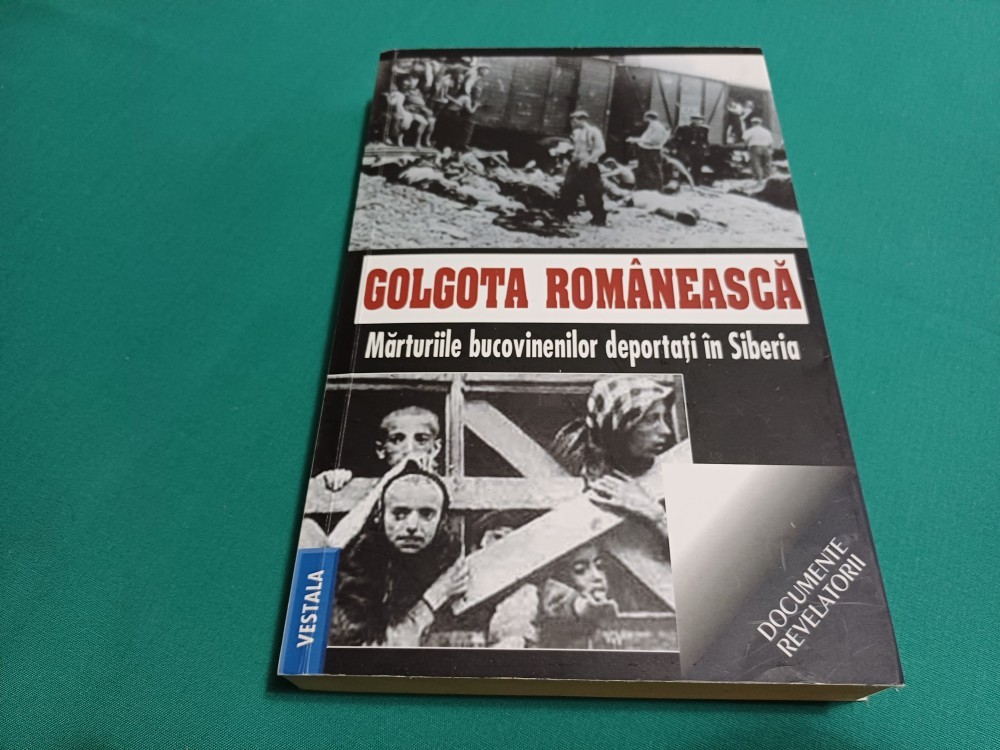 GOLGOTA ROMÂNEASCĂ
Mărturiile bucovinenilor deportați în Siberia
VESTALA
DOCUMENTE
REVELATORII